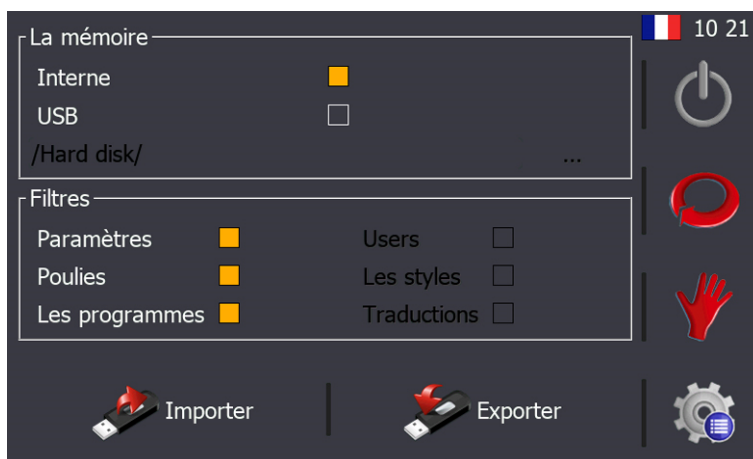 La mémoire
10 21
Interne
USB
/Hard disk/ ...
Filtres
Paramètres Users
Poulies Les styles
Les programmes Traductions
Importer Exporter